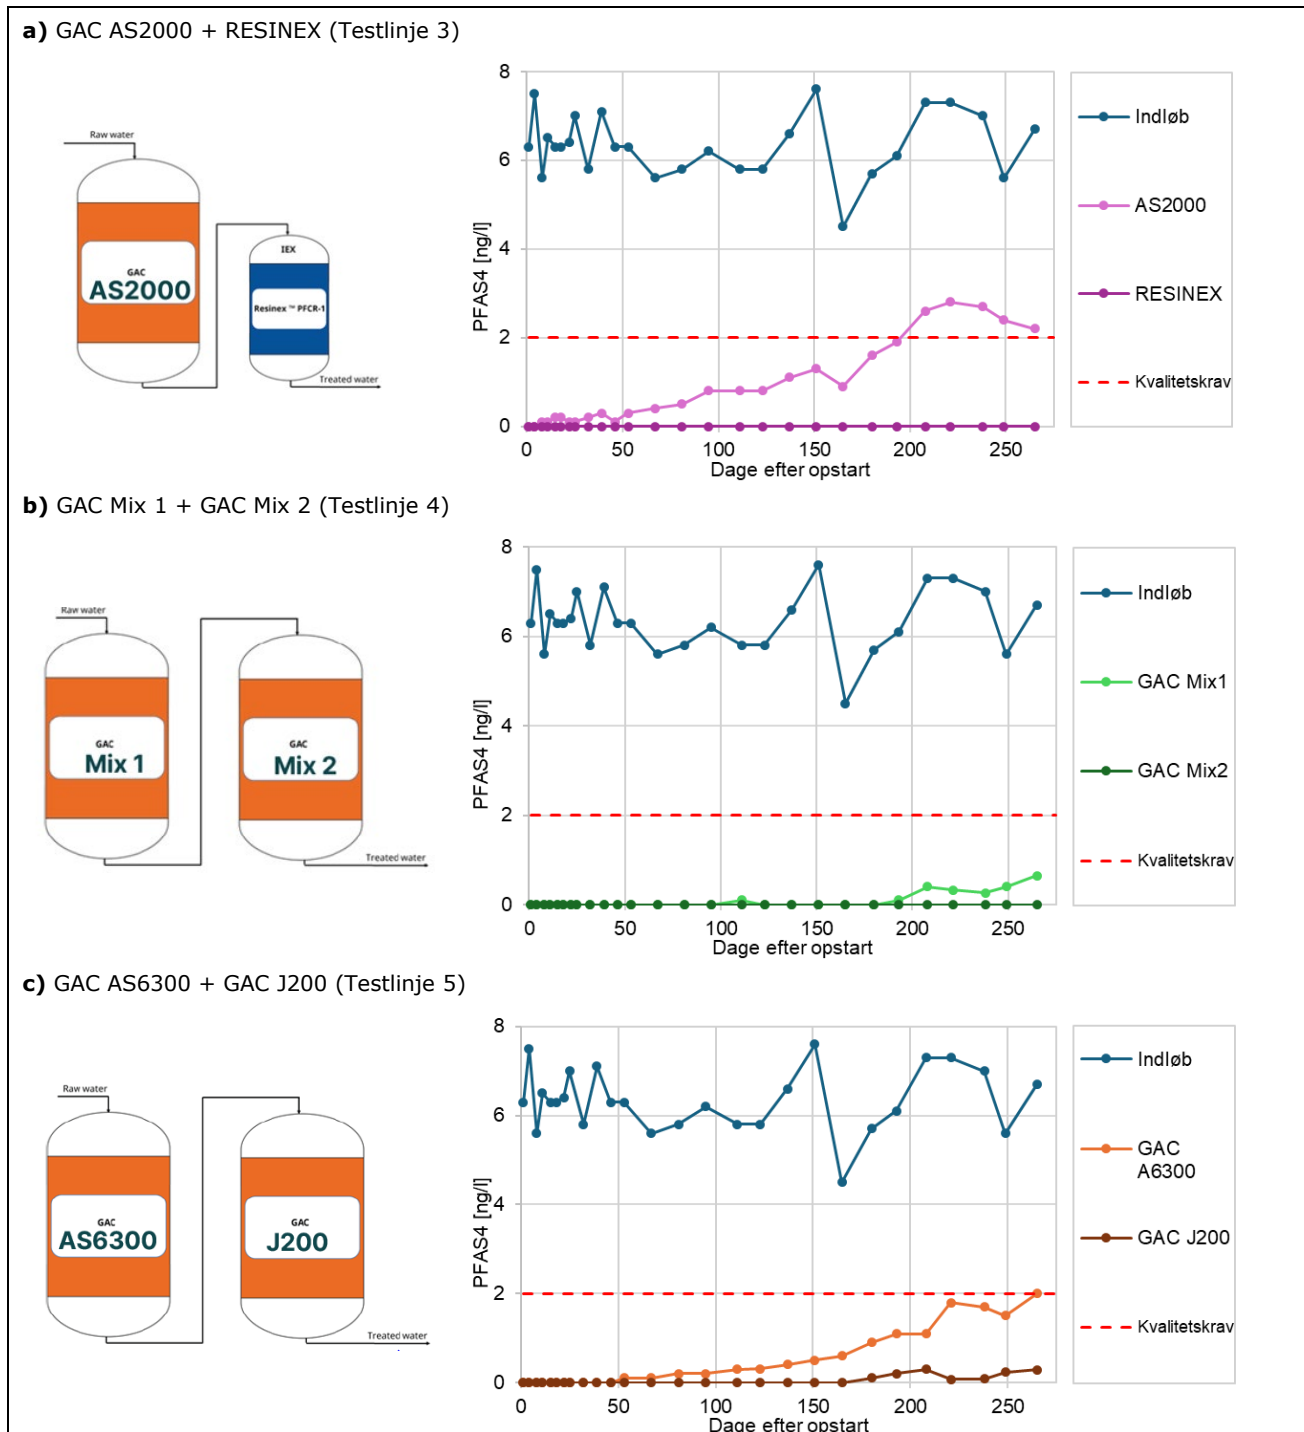 a) GAC AS2000 + RESINEX (Testlinje 3)
Raw water
GAC
AS2000
IEX
Resinex ™ PFCR-1
Treated water
PFAS4 [ng/l]
8
6
4
2
0
0 50 100 150 200 250
Dage efter opstart
Indløb
AS2000
RESINEX
Kvalitetskrav
b) GAC Mix 1 + GAC Mix 2 (Testlinje 4)
Raw water
GAC
Mix 1
GAC
Mix 2
Treated water
PFAS4 [ng/l]
8
6
4
2
0
0 50 100 150 200 250
Dage efter opstart
Indløb
GAC Mix1
GAC Mix2
Kvalitetskrav
c) GAC AS6300 + GAC J200 (Testlinje 5)
Raw water
GAC
AS6300
GAC
J200
Treated water
PFAS4 [ng/l]
8
6
4
2
0
0 50 100 150 200 250
Dage efter opstart
Indløb
GAC
A6300
GAC J200
Kvalitetskrav